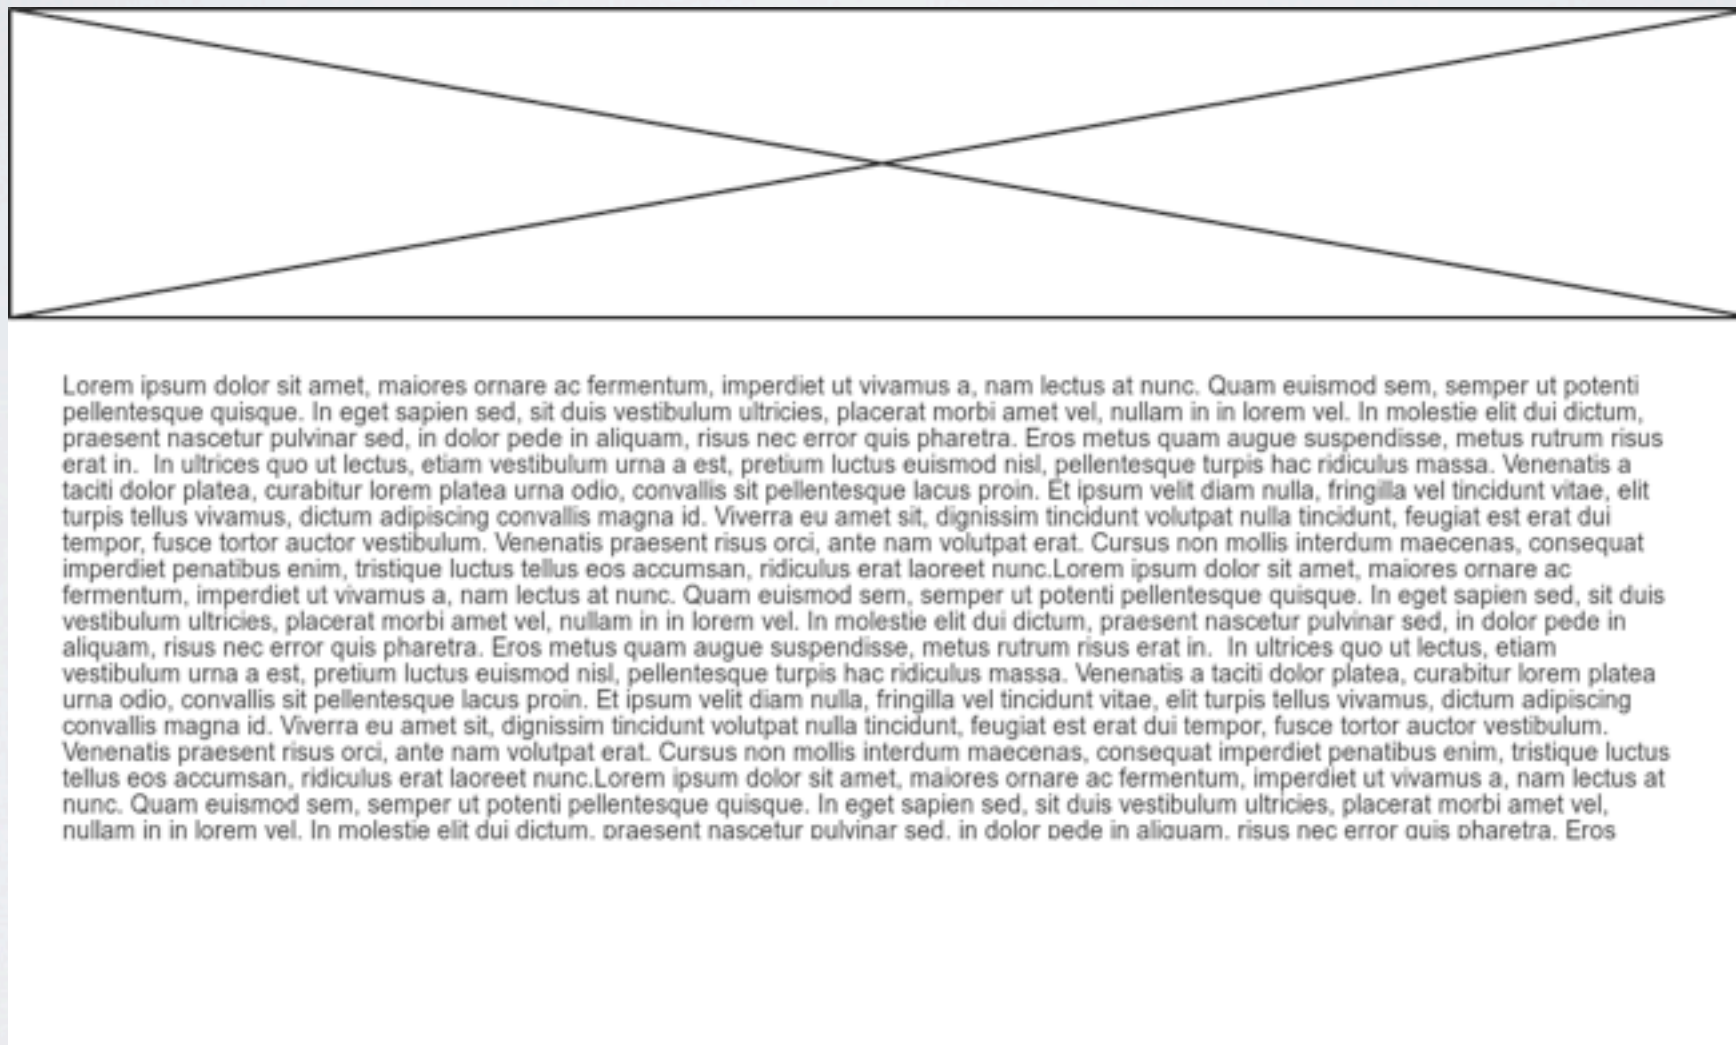 Lorem ipsum dolor sit amet, maiores ornare ac fermentum, imperdiet ut vivamus a, nam lectus at nunc. Quam euismod sem, semper ut potenti
pellentesque quisque. In eget sapien sed, sit duis vestibulum ultricies, placerat morbi amet vel, nullam in in lorem vel. In molestie elit dui dictum,
praesent nascetur pulvinar sed, in dolor pede in aliquam, risus nec error quis pharetra. Eros metus quam augue suspendisse, metus rutrum risus
erat in.  In ultrices quo ut lectus, etiam vestibulum urna a est, pretium luctus euismod nisl, pellentesque turpis hac ridiculus massa. Venenatis a
taciti dolor platea, curabitur lorem platea urna odio, convallis sit pellentesque lacus proin. Et ipsum velit diam nulla, fringilla vel tincidunt vitae, elit
turpis tellus vivamus, dictum adipiscing convallis magna id. Viverra eu amet sit, dignissim tincidunt volutpat nulla tincidunt, feugiat est erat dui
tempor, fusce tortor auctor vestibulum. Venenatis praesent risus orci, ante nam volutpat erat. Cursus non mollis interdum maecenas, consequat
imperdiet penatibus enim, tristique luctus tellus eos accumsan, ridiculus erat laoreet nunc.Lorem ipsum dolor sit amet, maiores ornare ac
fermentum, imperdiet ut vivamus a, nam lectus at nunc. Quam euismod sem, semper ut potenti pellentesque quisque. In eget sapien sed, sit duis
vestibulum ultricies, placerat morbi amet vel, nullam in in lorem vel. In molestie elit dui dictum, praesent nascetur pulvinar sed, in dolor pede in
aliquam, risus nec error quis pharetra. Eros metus quam augue suspendisse, metus rutrum risus erat in.  In ultrices quo ut lectus, etiam
vestibulum urna a est, pretium luctus euismod nisl, pellentesque turpis hac ridiculus massa. Venenatis a taciti dolor platea, curabitur lorem platea
urna odio, convallis sit pellentesque lacus proin. Et ipsum velit diam nulla, fringilla vel tincidunt vitae, elit turpis tellus vivamus, dictum adipiscing
convallis magna id. Viverra eu amet sit, dignissim tincidunt volutpat nulla tincidunt, feugiat est erat dui tempor, fusce tortor auctor vestibulum.
Venenatis praesent risus orci, ante nam volutpat erat. Cursus non mollis interdum maecenas, consequat imperdiet penatibus enim, tristique luctus
tellus eos accumsan, ridiculus erat laoreet nunc.Lorem ipsum dolor sit amet, maiores ornare ac fermentum, imperdiet ut vivamus a, nam lectus at
nunc. Quam euismod sem, semper ut potenti pellentesque quisque. In eget sapien sed, sit duis vestibulum ultricies, placerat morbi amet vel,
nullam in in lorem vel. In molestie elit dui dictum, praesent nascetur pulvinar sed, in dolor pede in aliquam, risus nec error quis pharetra. Eros